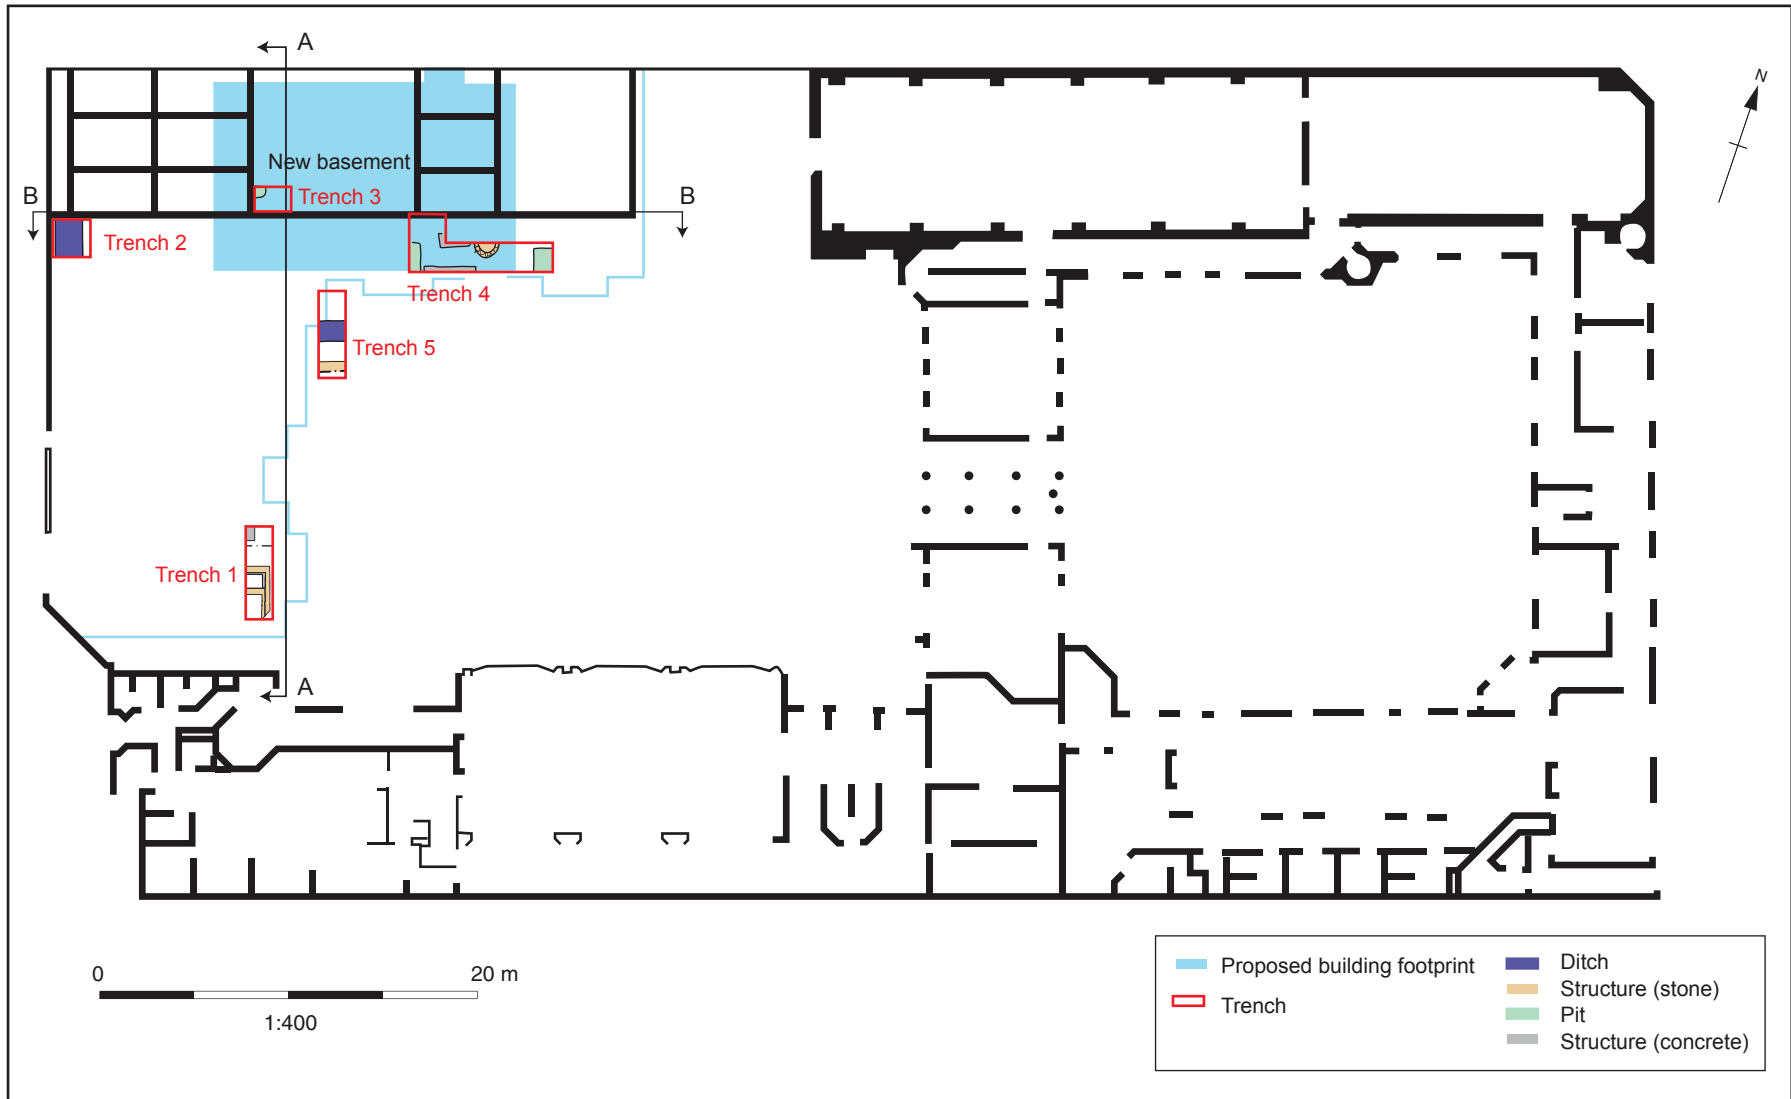 A
N
New basement
B
B
Trench 3
Trench 2
Trench 4
Trench 5
Trench 1
A
0
20 m
1:400
Proposed building footprint
Trench
Ditch
Structure (stone)
Pit
Structure (concrete)